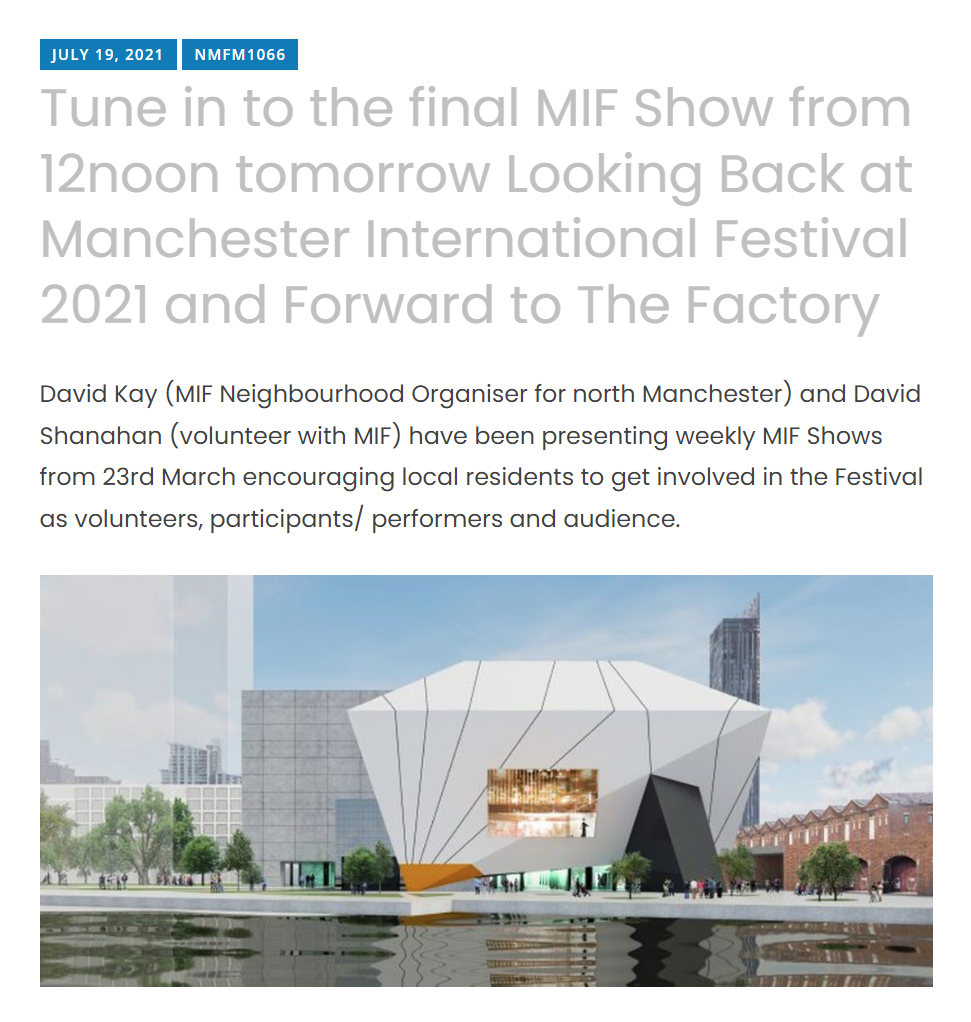 JULY 19, 2021 NMFM1066
Tune in to the final MIF Show from
12noon tomorrow Looking Back at
Manchester International Festival
2021 and Forward to The Factory
David Kay (MIF Neighbourhood Organiser for north Manchester) and David
Shanahan (volunteer with MIF) have been presenting weekly MIF Shows
from 23rd March encouraging local residents to get involved in the Festival
as volunteers, participants/ performers and audience.